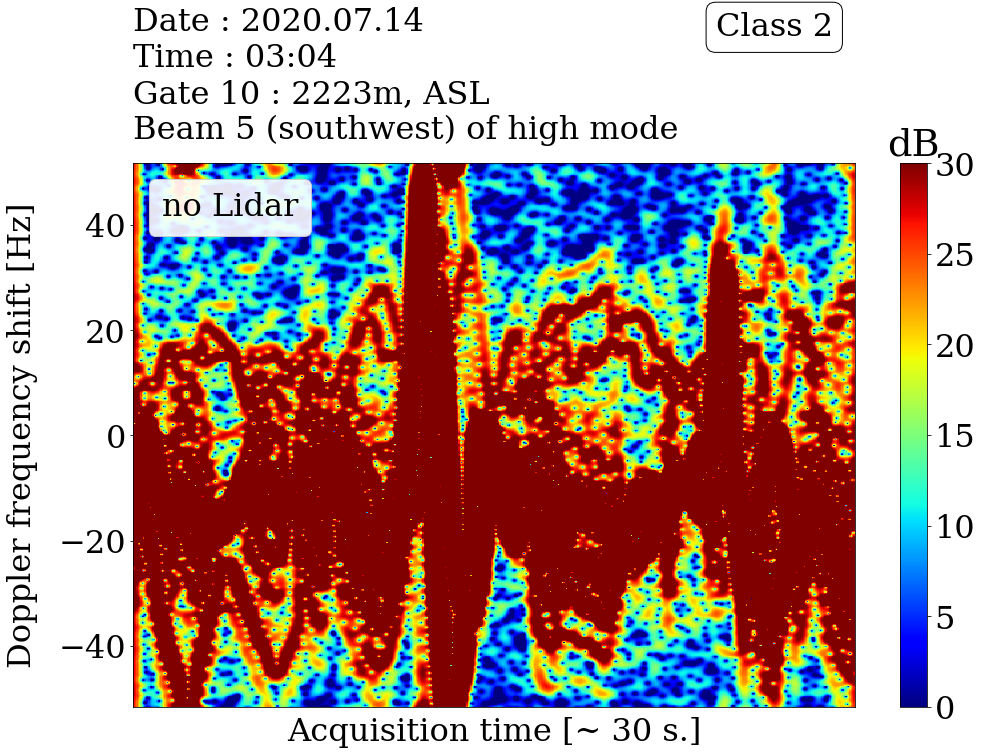 Date : 2020.07.14
Time : 03:04
Gate 10 : 2223m, ASL
Beam 5 (southwest) of high mode
Class 2
dB
no Lidar
Doppler frequency shift [Hz]
40
20
0
−20
−40
30
25
20
15
10
5
0
Acquisition time [~ 30 s.]